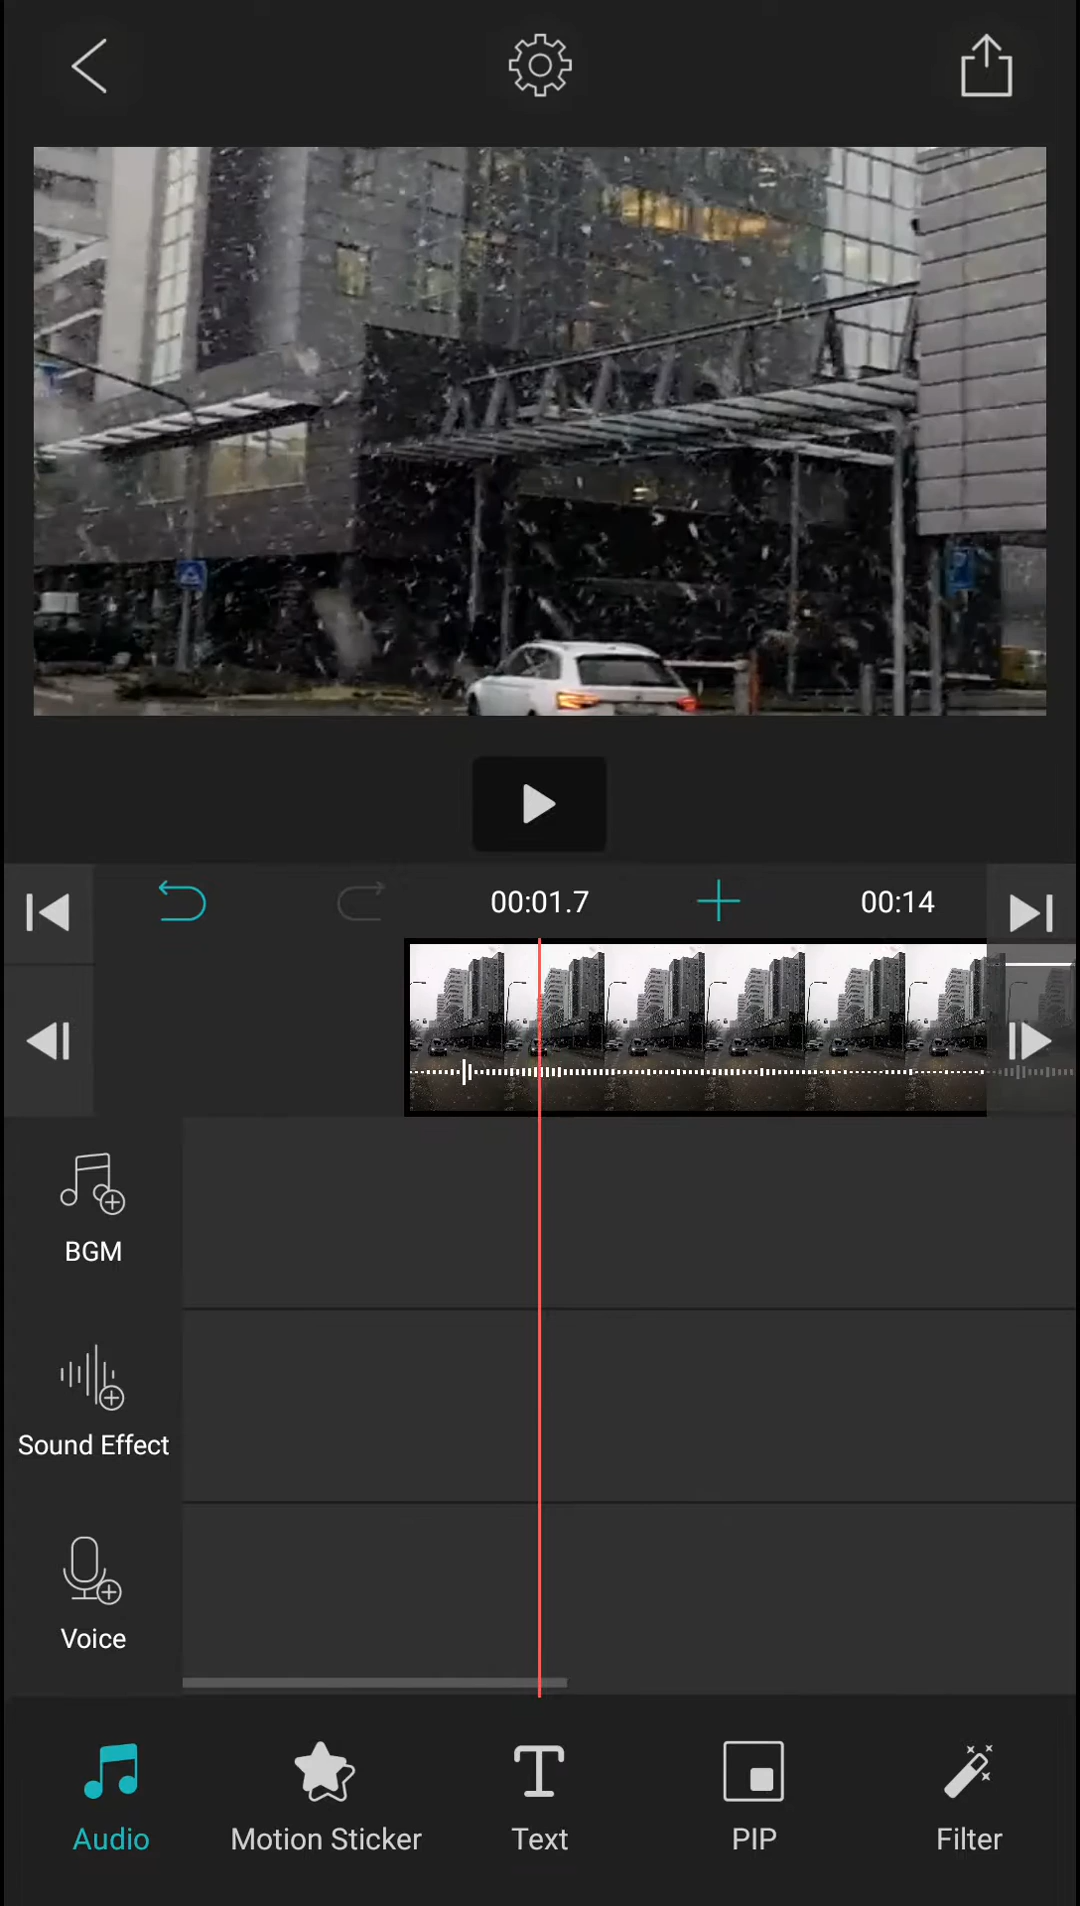 00:01.7
00:14
BGM
Sound Effect
Voice
Audio
Motion Sticker
Text
PIP
Filter